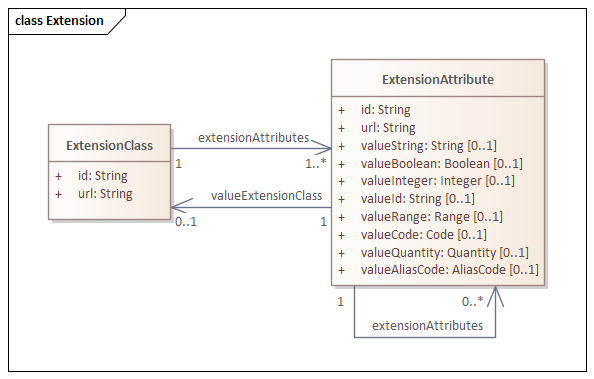 class Extension
ExtensionAttribute
+ id: String
+ url: String
+ valueString: String [0..1]
+ valueBoolean: Boolean [0..1]
+ valueInteger: Integer [0..1]
+ valueId: String [0..1]
+ valueRange: Range [0..1]
+ valueCode: Code [0..1]
+ valueQuantity: Quantity [0..1]
+ valueAliasCode: AliasCode [0..1]
ExtensionClass
+ id: String
+ url: String
extensionAttributes
1 1..*
valueExtensionClass
0..1 1
1 0..*
extensionAttributes